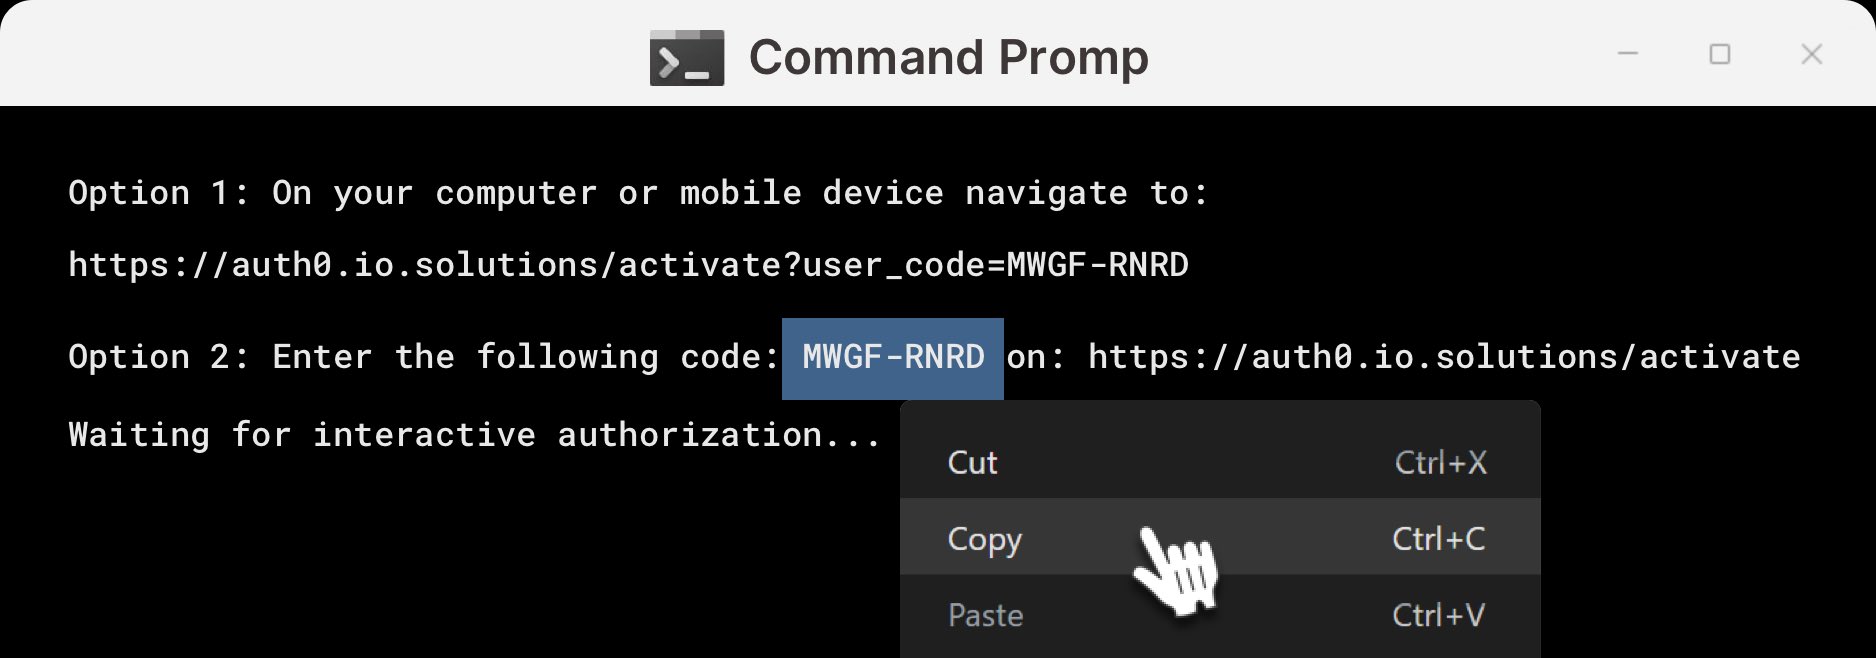 Command Promp
Option 1: On your computer or mobile device navigate to:
https://auth0.io.solutions/activate?user_code=MWGF-RNRD
Option 2: Enter the following code: MWGF-RNRD on: https://auth0.io.solutions/activate
Waiting for interactive authorization...
Cut Ctrl+X
Copy Ctrl+C
Paste Ctrl+V